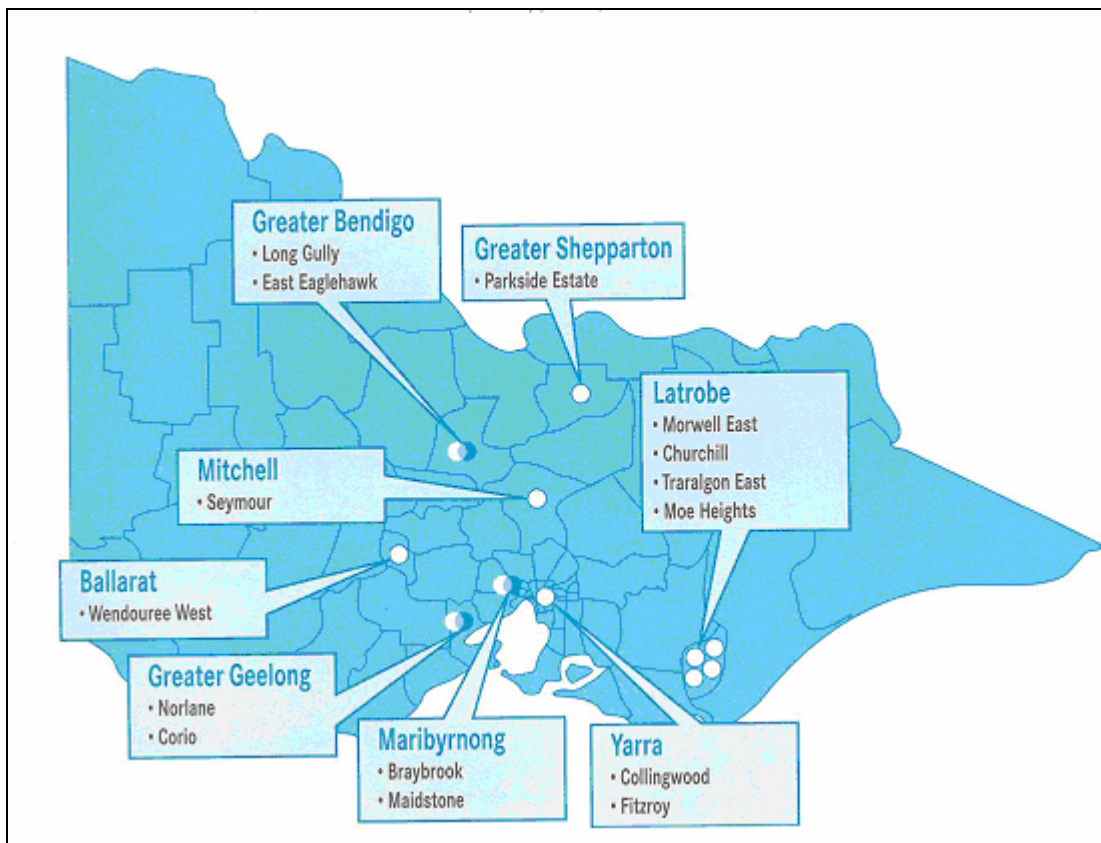 Greater Bendigo
• Long Gully
• East Eaglehawk
Greater Shepparton
• Parkside Estate
Latrobe
• Morwell East
• Churchill
• Traralgon East
• Moe Heights
Mitchell
• Seymour
Ballarat
• Wendouree West
Greater Geelong
• Norlane
• Corio
Maribyrnong
• Braybrook
• Maidstone
Yarra
• Collingwood
• Fitzroy